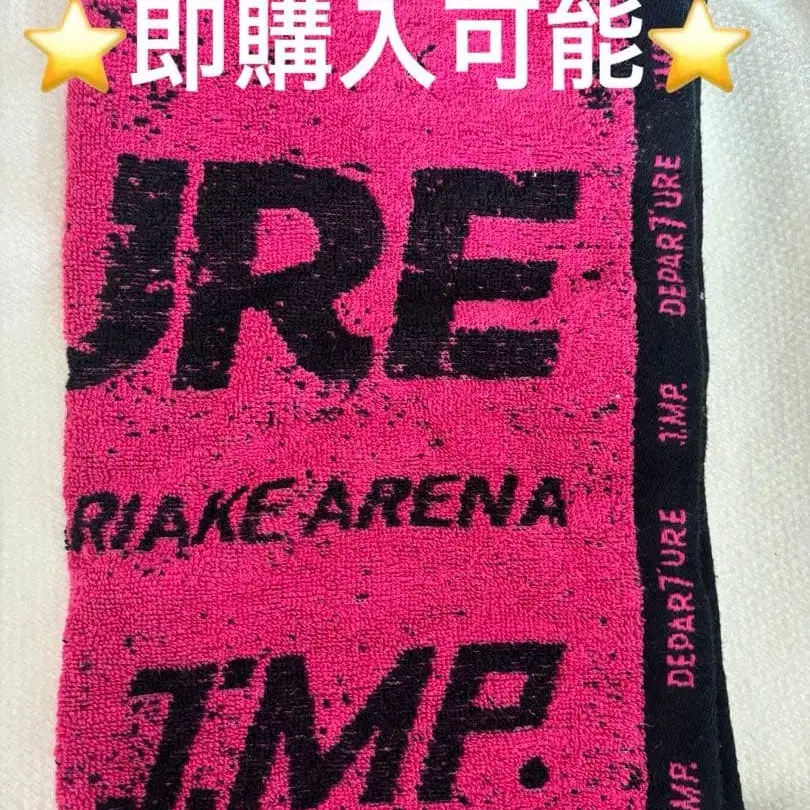 ⭐即購入可能⭐
URE
RIAKE ARENA
I.MP.
DEPARTURE
I.MP.
DEPARTURE
MP.